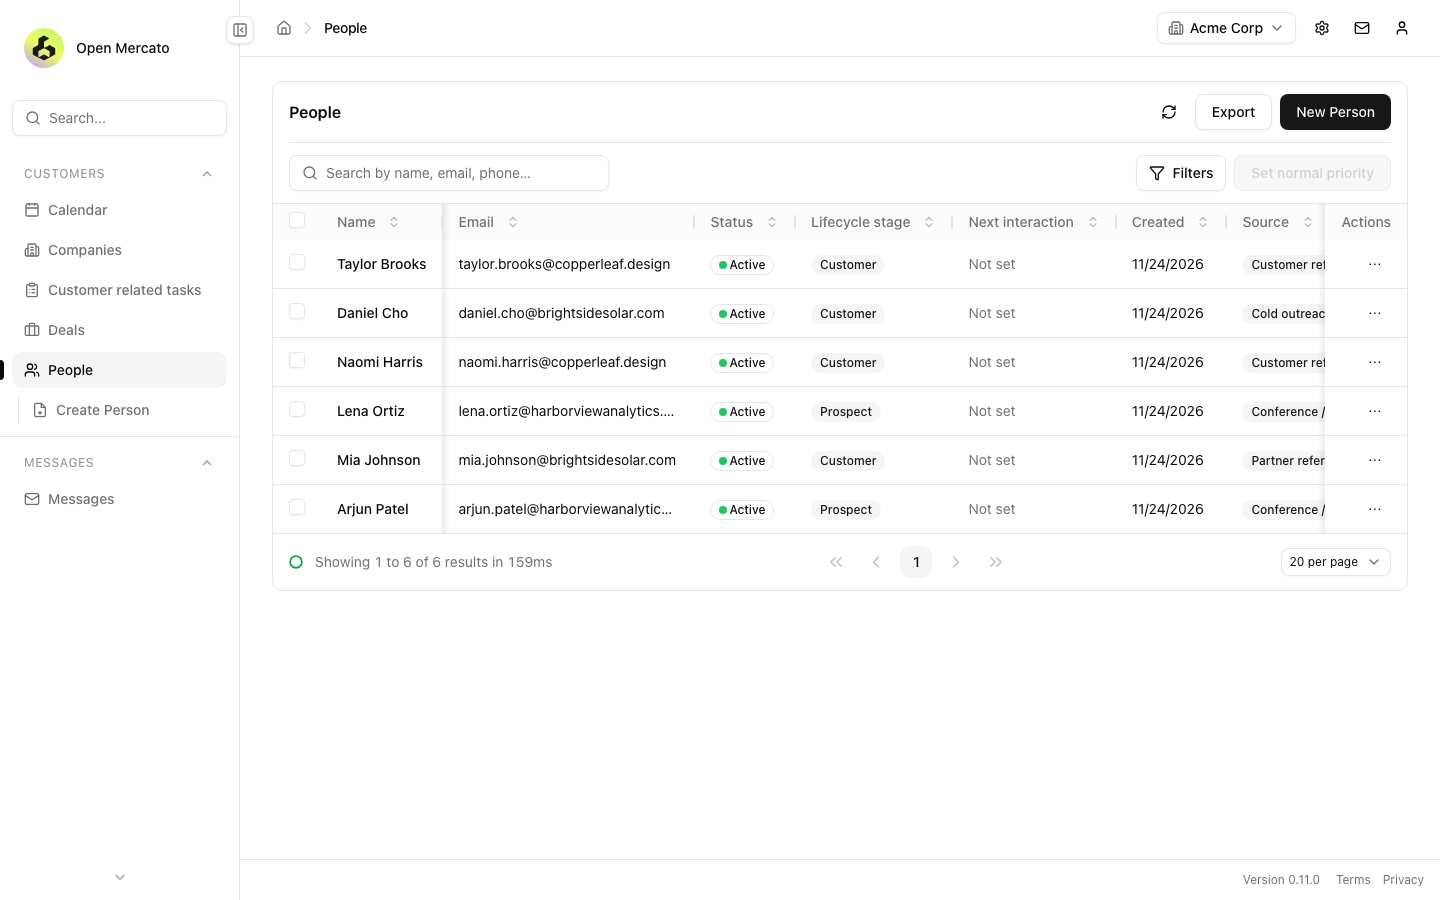 Open Mercato
Search...
CUSTOMERS
Calendar
Companies
Customer related tasks
Deals
People
Create Person
MESSAGES
Messages
People
Acme Corp
People
Export
New Person
Search by name, email, phone...
Filters
Set normal priority
Name Email Status Lifecycle stage Next interaction Created Source Actions
Taylor Brooks taylor.brooks@copperleaf.design Active Customer Not set 11/24/2026 Customer ref ...
Daniel Cho daniel.cho@brightsidesolar.com Active Customer Not set 11/24/2026 Cold outreac ...
Naomi Harris naomi.harris@copperleaf.design Active Customer Not set 11/24/2026 Customer ref ...
Lena Ortiz lena.ortiz@harborviewanalytics.... Active Prospect Not set 11/24/2026 Conference / ...
Mia Johnson mia.johnson@brightsidesolar.com Active Customer Not set 11/24/2026 Partner refer ...
Arjun Patel arjun.patel@harborviewanalytic... Active Prospect Not set 11/24/2026 Conference / ...
Showing 1 to 6 of 6 results in 159ms
1
20 per page
Version 0.11.0 Terms Privacy